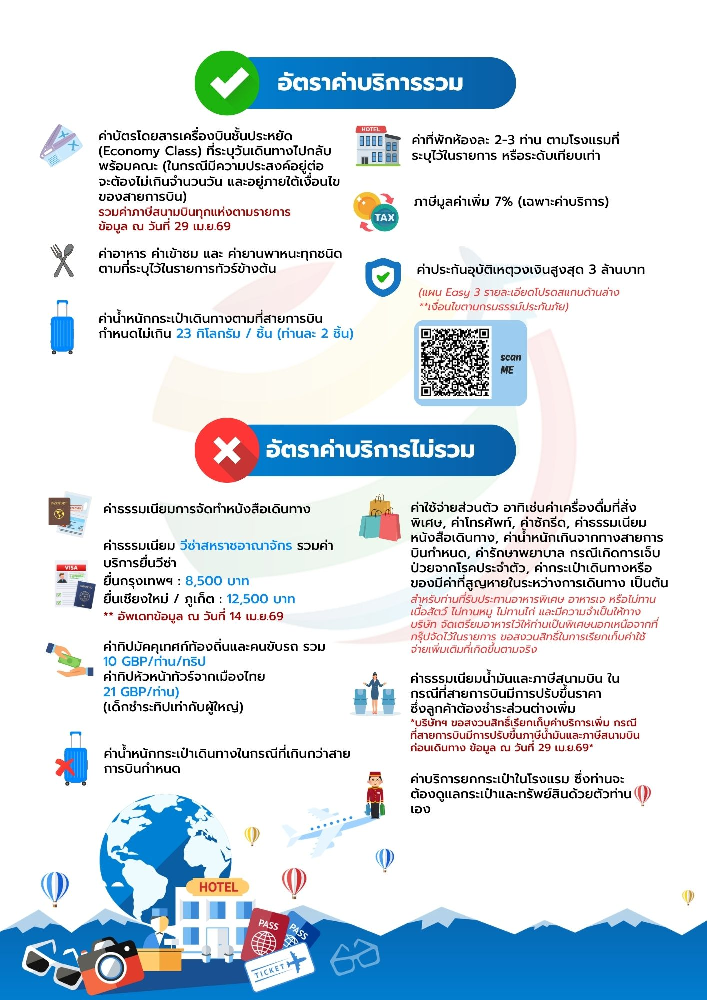 อัตราค่าบริการรวม
ค่าบัตรโดยสารเครื่องบินชั้นประหยัด
(Economy Class) ที่ระบุวันเดินทางไปกลับ
พร้อมคณะ (ในกรณีมีความประสงค์อยู่ต่อ
จะต้องไม่เกินจำนวนวัน และอยู่ภายใต้เงื่อนไข
ของสายการบิน)
รวมค่าภาษีสนามบินทุกแห่งตามรายการ
ข้อมูล ณ วันที่ 29 เม.ย.69
ค่าอาหาร ค่าเข้าชม และ ค่ายานพาหนะทุกชนิด
ตามที่ระบุไว้ในรายการทัวร์ข้างต้น
ค่าน้ำหนักกระเป๋าเดินทางตามที่สายการบิน
กำหนดไม่เกิน 23 กิโลกรัม / ชิ้น (ท่านละ 2 ชิ้น)
HOTEL
ค่าที่พักห้องละ 2-3 ท่าน ตามโรงแรมที่
ระบุไว้ในรายการ หรือระดับเทียบเท่า
TAX
ภาษีมูลค่าเพิ่ม 7% (เฉพาะค่าบริการ)
ค่าประกันอุบัติเหตุวงเงินสูงสุด 3 ล้านบาท
(แผน Easy 3 รายละเอียดโปรดสแกนด้านล่าง
**เงื่อนไขตามกรมธรรม์ประกันภัย)
scan
ME
อัตราค่าบริการไม่รวม
PASSPORT
APPROVED
ค่าธรรมเนียมการจัดทำหนังสือเดินทาง
VISA
APPROVED
PASSPORT
ค่าธรรมเนียม วีซ่าสหราชอาณาจักร รวมค่า
บริการยื่นวีซ่า
ยื่นกรุงเทพฯ : 8,500 บาท
ยื่นเชียงใหม่ / ภูเก็ต : 12,500 บาท
** อัพเดทข้อมูล ณ วันที่ 14 เม.ย.69
ค่าทิปมัคคุเทศก์ท้องถิ่นและคนขับรถ รวม
10 GBP/ท่าน/ทริป
ค่าทิปหัวหน้าทัวร์จากเมืองไทย
21 GBP/ท่าน)
(เด็กชำระทิปเท่ากับผู้ใหญ่)
ค่าน้ำหนักกระเป๋าเดินทางในกรณีที่เกินกว่าสาย
การบินกำหนด
ค่าใช้จ่ายส่วนตัว อาทิเช่นค่าเครื่องดื่มที่สั่ง
พิเศษ, ค่าโทรศัพท์, ค่าซักรีด, ค่าธรรมเนียม
หนังสือเดินทาง, ค่าน้ำหนักเกินจากทางสายการ
บินกำหนด, ค่ารักษาพยาบาล กรณีเกิดการเจ็บ
ป่วยจากโรคประจำตัว, ค่ากระเป๋าเดินทางหรือ
ของมีค่าที่สูญหายในระหว่างการเดินทาง เป็นต้น
สำหรับท่านที่รับประทานอาหารพิเศษ อาหารเจ หรือไม่ทาน
เนื้อสัตว์ ไม่ทานหมู ไม่ทานไก่ และมีความจำเป็นให้ทาง
บริษัท จัดเตรียมอาหารไว้ให้ท่านเป็นพิเศษนอกเหนือจากที่
กรุ๊ปจัดไว้ในรายการ ขอสงวนสิทธิ์ในการเรียกเก็บค่าใช้
จ่ายเพิ่มเติมที่เกิดขึ้นตามจริง
ค่าธรรมเนียมน้ำมันและภาษีสนามบิน ใน
กรณีที่สายการบินมีการปรับขึ้นราคา
ซึ่งลูกค้าต้องชำระส่วนต่างเพิ่ม
*บริษัทฯ ขอสงวนสิทธิ์เรียกเก็บค่าบริการเพิ่ม กรณี
ที่สายการบินมีการปรับขึ้นภาษีน้ำมันและภาษีสนามบิน
ก่อนเดินทาง ข้อมูล ณ วันที่ 29 เม.ย.69*
ค่าบริการยกกระเป๋าในโรงแรม ซึ่งท่านจะ
ต้องดูแลกระเป๋าและทรัพย์สินด้วยตัวท่าน
เอง
HOTEL
PASS
PASS
TICKET